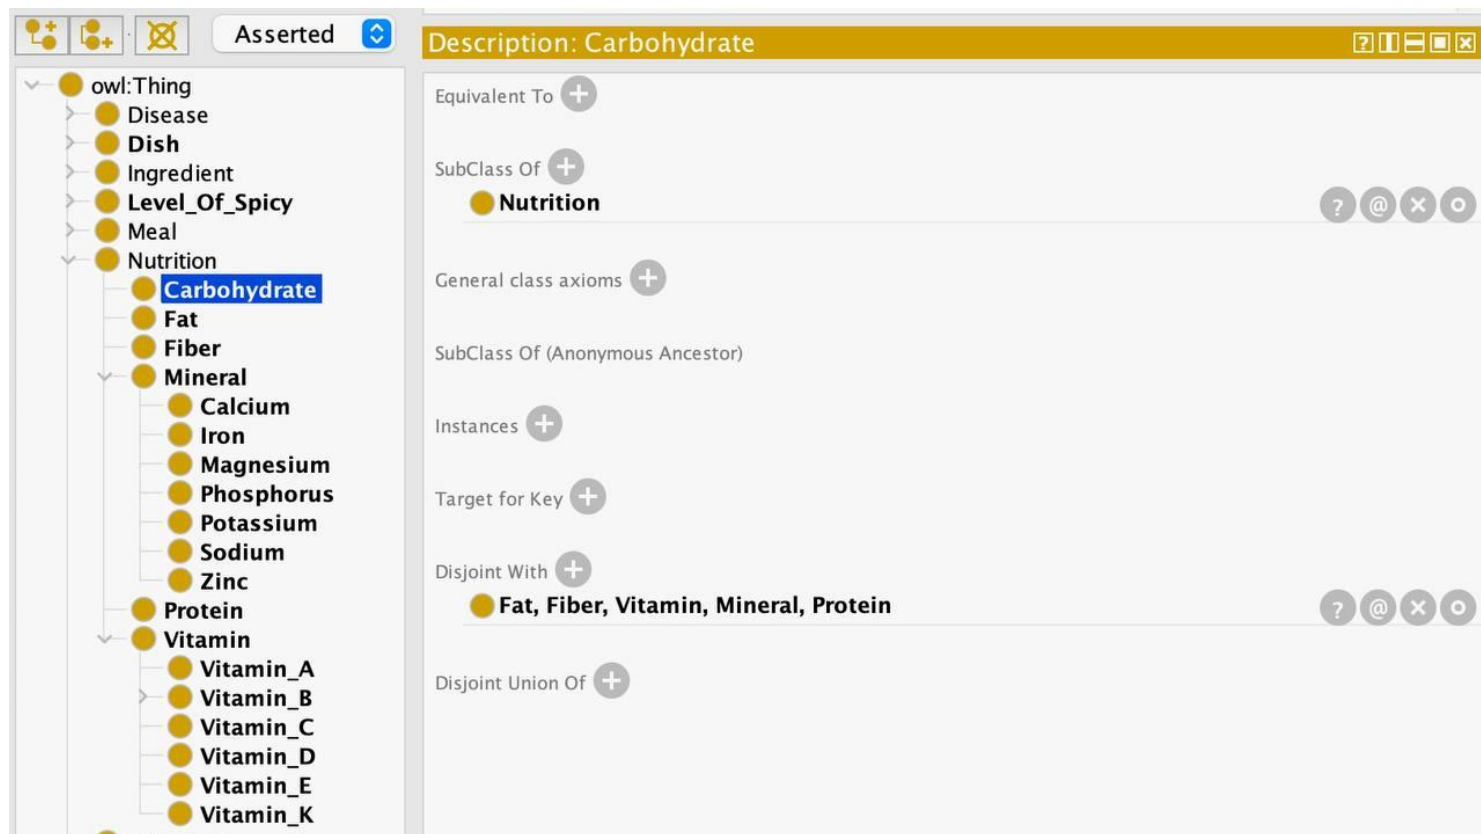 Asserted
owl:Thing
Disease
Dish
Ingredient
Level_Of_Spicy
Meal
Nutrition
Carbohydrate
Fat
Fiber
Mineral
Calcium
Iron
Magnesium
Phosphorus
Potassium
Sodium
Zinc
Protein
Vitamin
Vitamin_A
Vitamin_B
Vitamin_C
Vitamin_D
Vitamin_E
Vitamin_K
Description: Carbohydrate
Equivalent To
SubClass Of
Nutrition
General class axioms
SubClass Of (Anonymous Ancestor)
Instances
Target for Key
Disjoint With
Fat, Fiber, Vitamin, Mineral, Protein
Disjoint Union Of